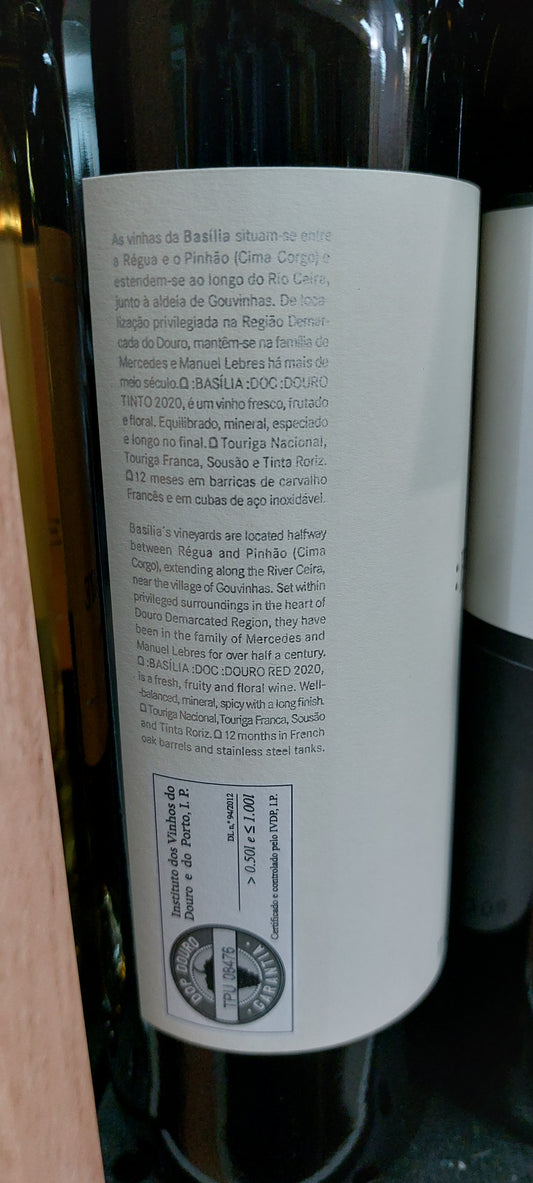 As vinhas da Basília situam-se entre
a Régua e o Pinhão (Cima Corgo) e
estendem-se ao longo do Rio Ceira,
junto à aldeia de Gouvinhas. De loca-
lização privilegiada na Região Demar-
cada do Douro, mantêm-se na família de
Mercedes e Manuel Lebres há mais de
meio século. :BASÍLIA :DOC :DOURO
TINTO 2020, é um vinho fresco, frutado
e floral. Equilibrado, mineral, especiado
e longo no final. Touriga Nacional,
Touriga Franca, Sousão e Tinta Roriz.
12 meses em barricas de carvalho
Francês e em cubas de aço inoxidável.
Basília's vineyards are located halfway
between Régua and Pinhão (Cima
Corgo), extending along the River Ceira,
near the village of Gouvinhas. Set within
privileged surroundings in the heart of
Douro Demarcated Region, they have
been in the family of Mercedes and
Manuel Lebres for over half a century.
:BASÍLIA :DOC :DOURO RED 2020,
is a fresh, fruity and floral wine. Well-
-balanced, mineral, spicy with a long finish.
Touriga Nacional, Touriga Franca, Sousão
and Tinta Roriz. 12 months in French
oak barrels and stainless steel tanks.
Instituto dos Vinhos do
Douro e do Porto, I. P.
DL n.º 94/2012
> 0.50l e ≤ 1.00l
Certificado e controlado pelo IVDP, I.P.
DOP DOURO
TPU 08476
GARANTIA